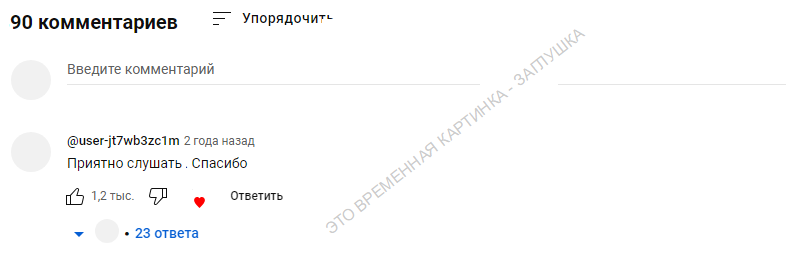 90 комментариев
Упорядочить
Введите комментарий
@user-jt7wb3zc1m 2 года назад
Приятно слушать . Спасибо
1,2 тыс.
Ответить
• 23 ответа
ЭТО ВРЕМЕННАЯ КАРТИНКА - ЗАГЛУШКА